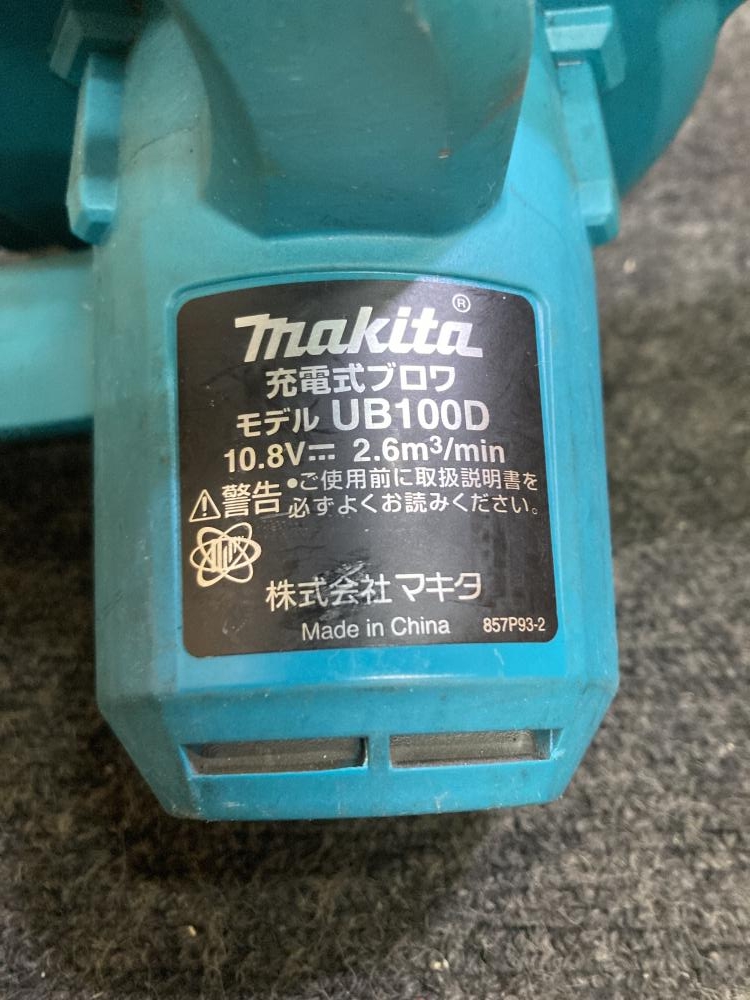 makita®
充電式ブロワ
モデル UB100D
10.8V⎓ 2.6m³/min
⚠警告 •ご使用前に取扱説明書を
必ずよくお読みください。
株式会社マキタ
Made in China 857P93-2